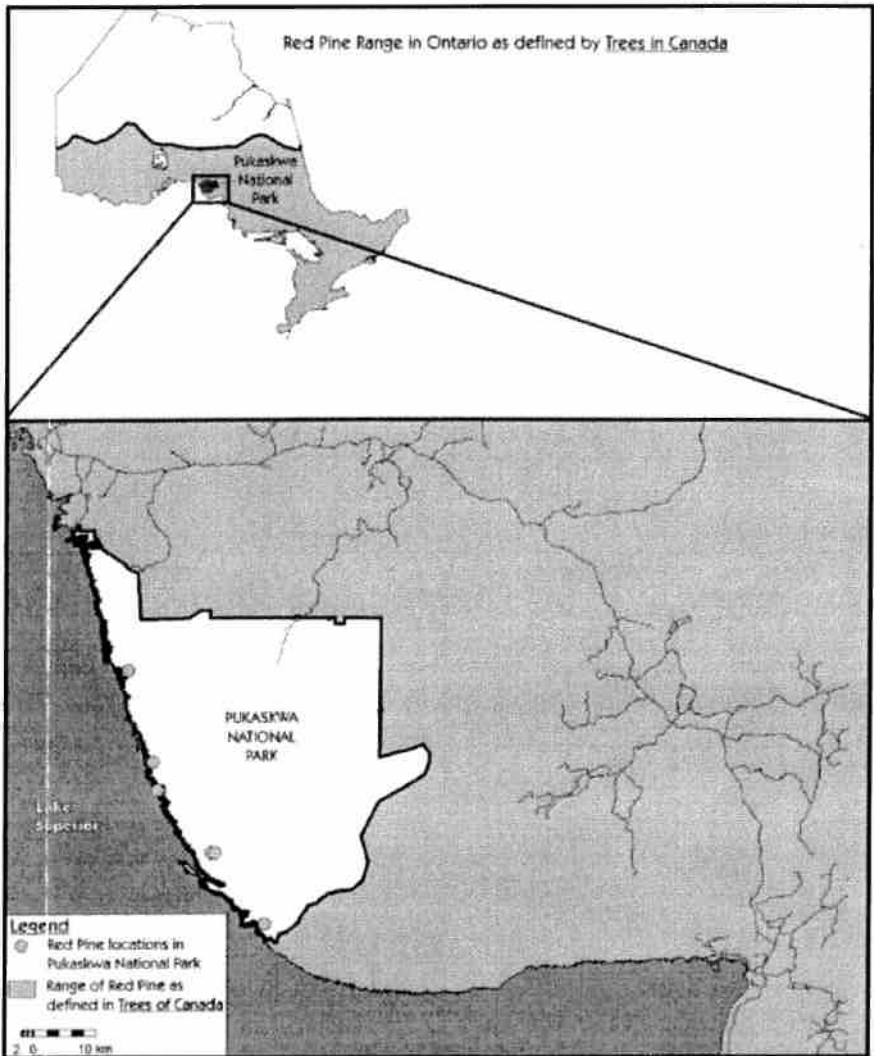 Red Pine Range in Ontario as defined by Trees in Canada
Pukaskwa
National
Park
PUKASKWA
NATIONAL
PARK
Lake
Superior
Legend
Red Pine locations in
Pukaskwa National Park
Range of Red Pine as
defined in Trees of Canada
2 0 10 km